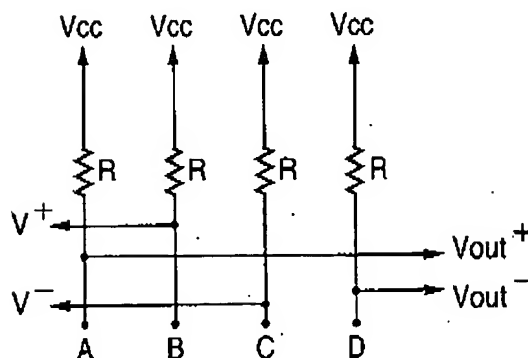 Vcc Vcc Vcc Vcc
R R R R
V+
Vout+
V− Vout−
A B C D